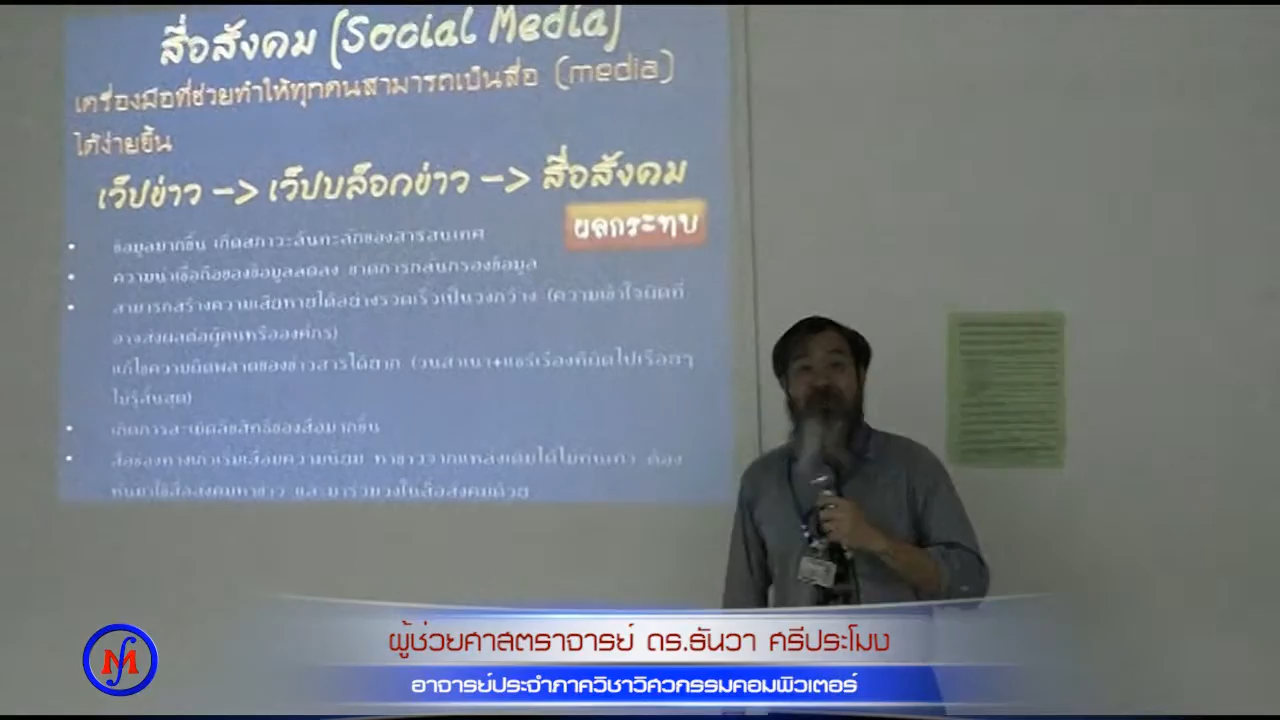 สื่อสังคม (Social Media)
เครื่องมือที่ช่วยทำให้ทุกคนสามารถเป็นสื่อ (media)
ได้ง่ายขึ้น
เว็ปข่าว -> เว็ปบล็อกข่าว -> สื่อสังคม
ผลกระทบ
ข้อมูลมากขึ้น เกิดสภาวะล้นทะลักของสารสนเทศ
ความน่าเชื่อถือของข้อมูลลดลง ขาดการกลั่นกรองข้อมูล
สามารถสร้างความเสียหายได้อย่างรวดเร็วเป็นวงกว้าง (ความเข้าใจผิดที่
อาจส่งผลต่อผู้คนหรือองค์กร)
แก้ไขความผิดพลาดของข่าวสารได้ยาก (วนสำเนา+แชร์เรื่องที่ผิดไปเรื่อยๆ
ไม่รู้สิ้นสุด)
เกิดการละเมิดลิขสิทธิ์ของสื่อมากขึ้น
สื่อช่องทางเก่าเริ่มเสื่อมความนิยม หาข่าวจากแหล่งเดิมได้ไม่ทันเท่า ต้อง
หันมาใช้สื่อสังคมหาข่าว และมาร่วมวงในสื่อสังคมด้วย
ผู้ช่วยศาสตราจารย์ ดร.ธันวา ศรีประโมง
อาจารย์ประจำภาควิชาวิศวกรรมคอมพิวเตอร์